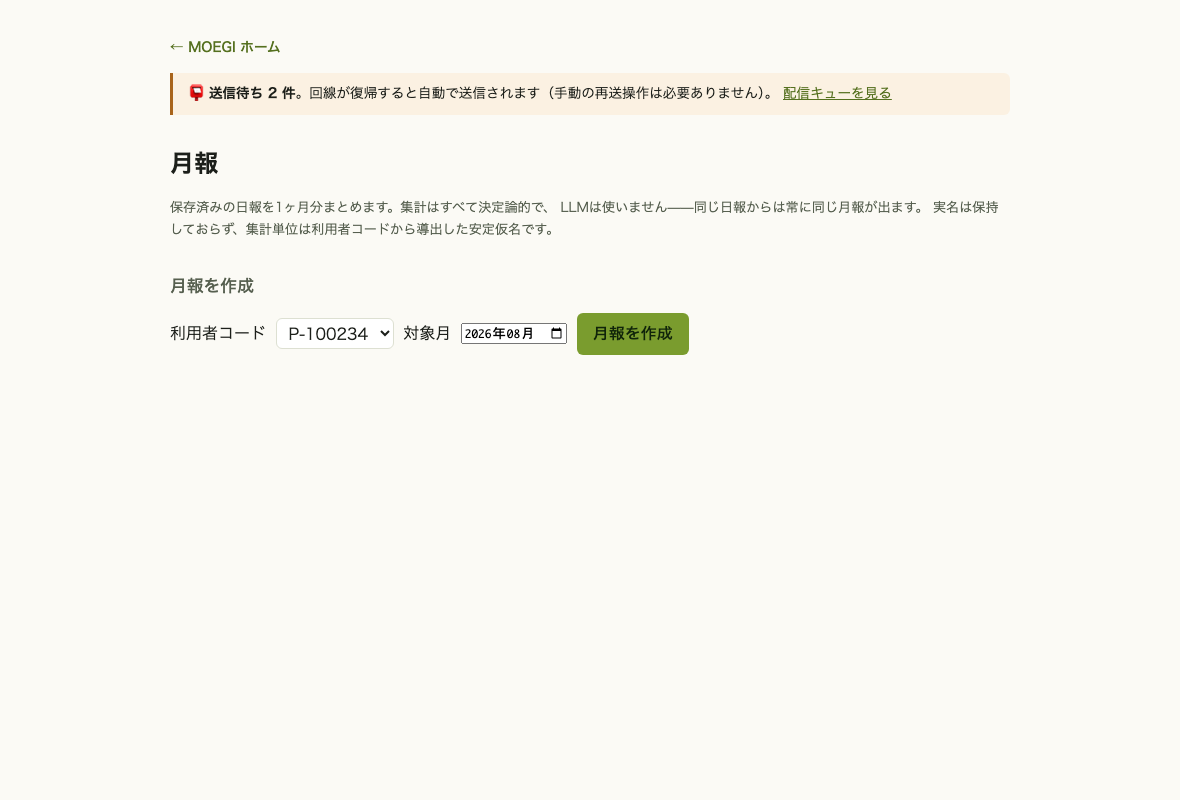 ← MOEGI ホーム
送信待ち 2 件。回線が復帰すると自動で送信されます（手動の再送操作は必要ありません）。 配信キューを見る
月報
保存済みの日報を1ヶ月分まとめます。集計はすべて決定論的で、 LLMは使いません——同じ日報からは常に同じ月報が出ます。 実名は保持
しておらず、集計単位は利用者コードから導出した安定仮名です。
月報を作成
利用者コード P-100234 対象月 2026年08月 月報を作成